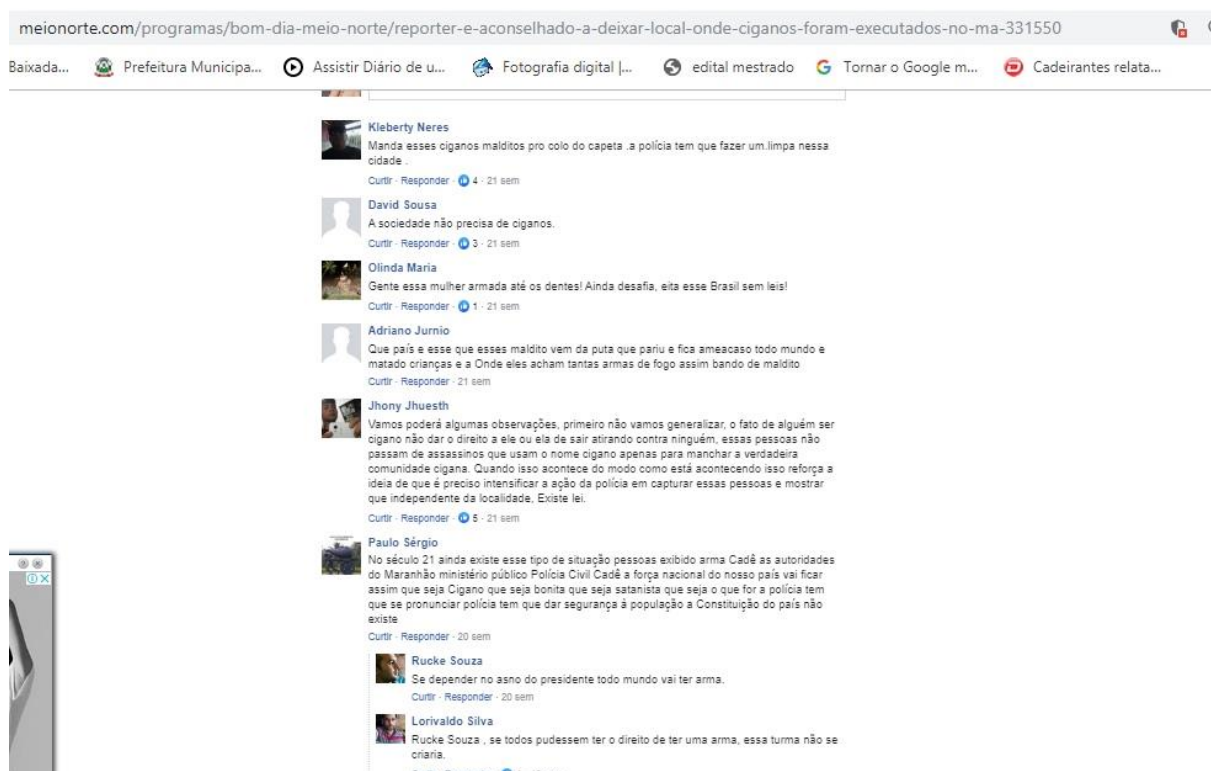 meionorte.com/programas/bom-dia-meio-norte/reporter-e-aconselhado-a-deixar-local-onde-ciganos-foram-executados-no-ma-331550
Baixada... Prefeitura Municipa... Assistir Diário de u... Fotografia digital |... edital mestrado Tornar o Google m... Cadeirantes relata...
Kleberty Neres
Manda esses ciganos malditos pro colo do capeta .a polícia tem que fazer um.limpa nessa
cidade .
Curtir · Responder · 4 · 21 sem
David Sousa
A sociedade não precisa de ciganos.
Curtir · Responder · 3 · 21 sem
Olinda Maria
Gente essa mulher armada até os dentes! Ainda desafia, eita esse Brasil sem leis!
Curtir · Responder · 1 · 21 sem
Adriano Jurnio
Que país e esse que esses maldito vem da puta que pariu e fica ameacaso todo mundo e
matado crianças e a Onde eles acham tantas armas de fogo assim bando de maldito
Curtir · Responder · 21 sem
Jhony Jhuesth
Vamos poderá algumas observações, primeiro não vamos generalizar, o fato de alguém ser
cigano não dar o direito a ele ou ela de sair atirando contra ninguém, essas pessoas não
passam de assassinos que usam o nome cigano apenas para manchar a verdadeira
comunidade cigana. Quando isso acontece do modo como está acontecendo isso reforça a
ideia de que é preciso intensificar a ação da polícia em capturar essas pessoas e mostrar
que independente da localidade, Existe lei.
Curtir · Responder · 5 · 21 sem
Paulo Sérgio
No século 21 ainda existe esse tipo de situação pessoas exibido arma Cadê as autoridades
do Maranhão ministério público Polícia Civil Cadê a força nacional do nosso país vai ficar
assim que seja Cigano que seja bonita que seja satanista que seja o que for a polícia tem
que se pronunciar polícia tem que dar segurança à população a Constituição do país não
existe
Curtir · Responder · 20 sem
Rucke Souza
Se depender no asno do presidente todo mundo vai ter arma.
Curtir · Responder · 20 sem
Lorivaldo Silva
Rucke Souza , se todos pudessem ter o direito de ter uma arma, essa turma não se
criaria.